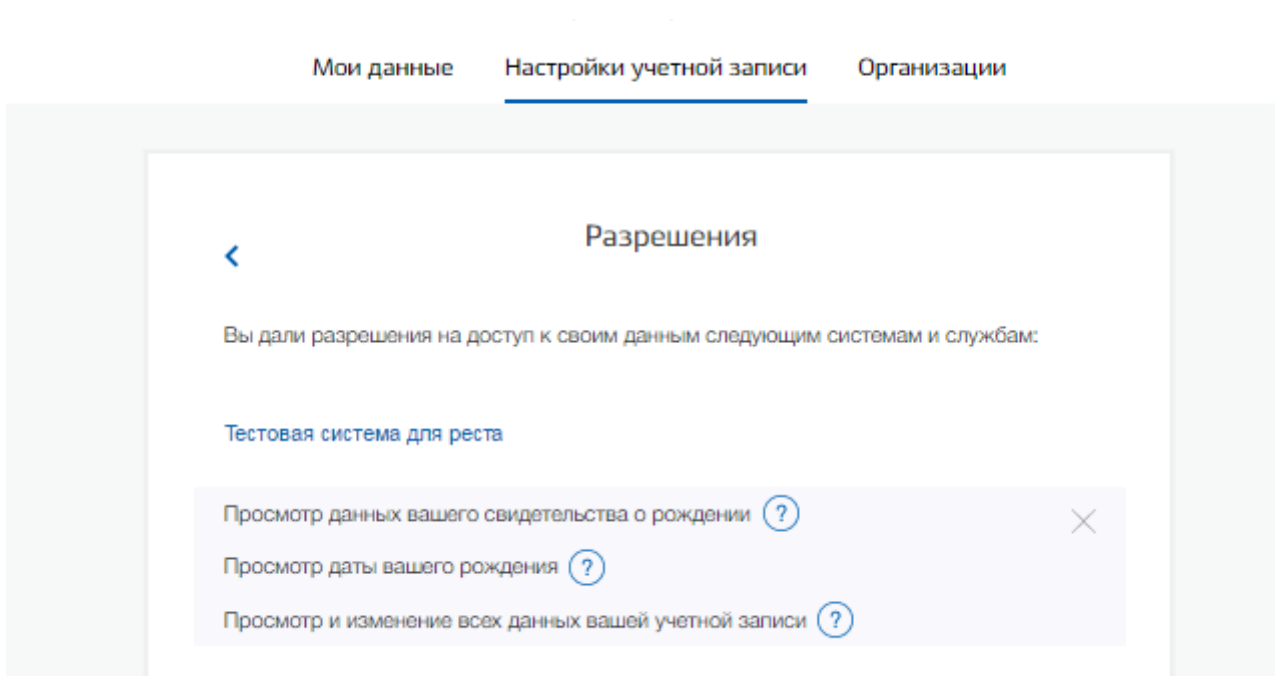 Мои данные Настройки учетной записи Организации
Разрешения
Вы дали разрешения на доступ к своим данным следующим системам и службам:
Тестовая система для реста
Просмотр данных вашего свидетельства о рождении ?
Просмотр даты вашего рождения ?
Просмотр и изменение всех данных вашей учетной записи ?